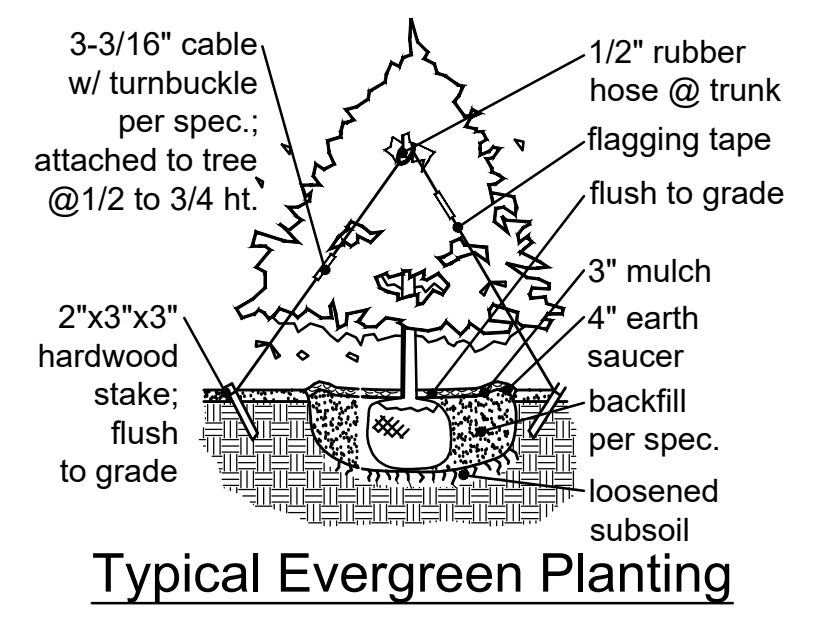 3-3/16" cable
w/ turnbuckle
per spec.;
attached to tree
@1/2 to 3/4 ht.
2"x3"x3"
hardwood
stake;
flush
to grade
1/2" rubber
hose @ trunk
flagging tape
flush to grade
3" mulch
4" earth
saucer
backfill
per spec.
loosened
subsoil
Typical Evergreen Planting